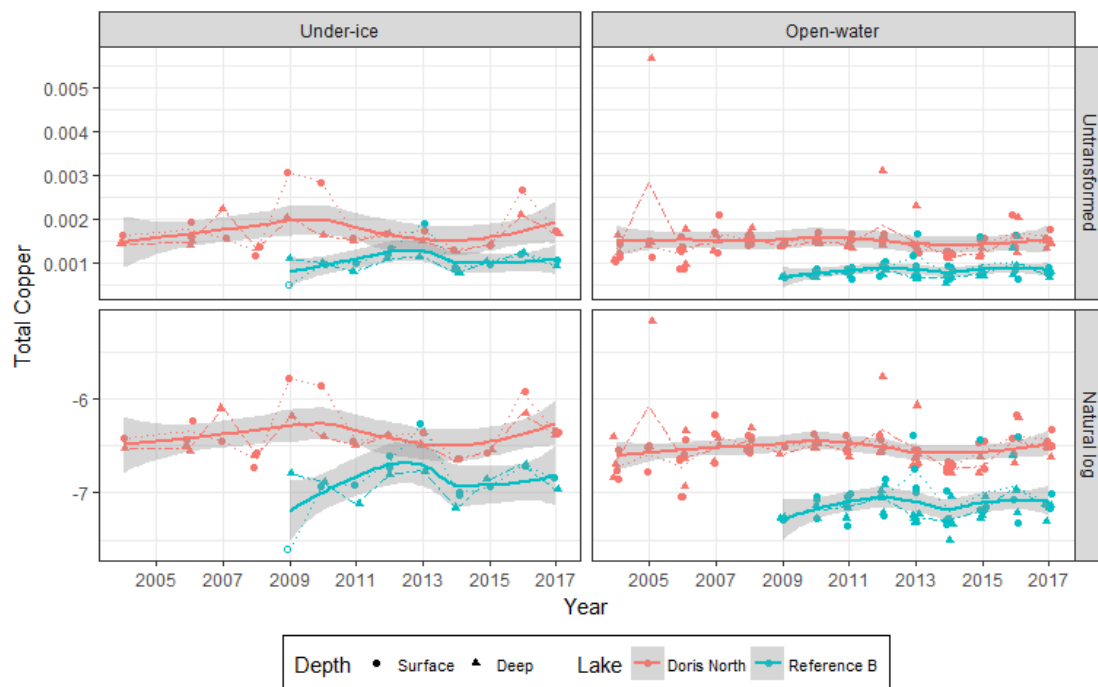 Under-ice Open-water
Total Copper
0.005
0.004
0.003
0.002
0.001
Untransformed
-6
-7
Natural log
2005 2007 2009 2011 2013 2015 2017 2005 2007 2009 2011 2013 2015 2017
Year
Depth Surface Deep Lake Doris North Reference B